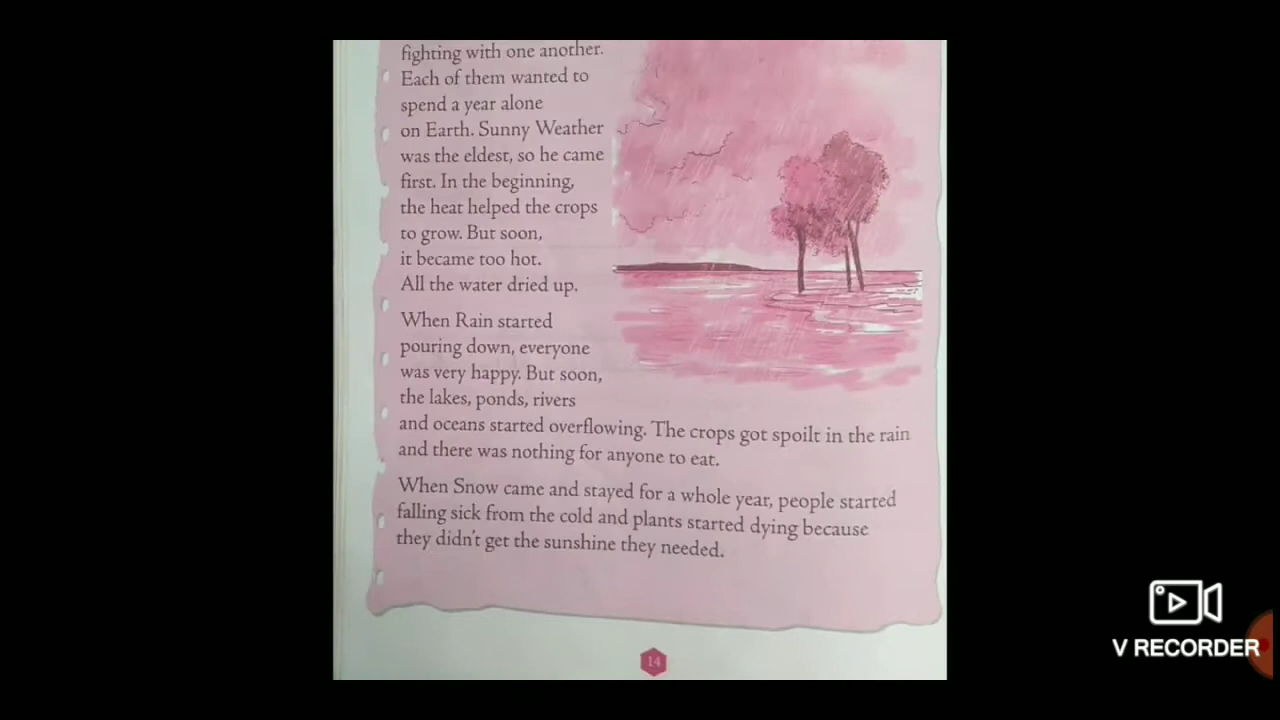 fighting with one another.
Each of them wanted to
spend a year alone
on Earth. Sunny Weather
was the eldest, so he came
first. In the beginning,
the heat helped the crops
to grow. But soon,
it became too hot.
All the water dried up.
When Rain started
pouring down, everyone
was very happy. But soon,
the lakes, ponds, rivers
and oceans started overflowing. The crops got spoilt in the rain
and there was nothing for anyone to eat.
When Snow came and stayed for a whole year, people started
falling sick from the cold and plants started dying because
they didn't get the sunshine they needed.
14
V RECORDER